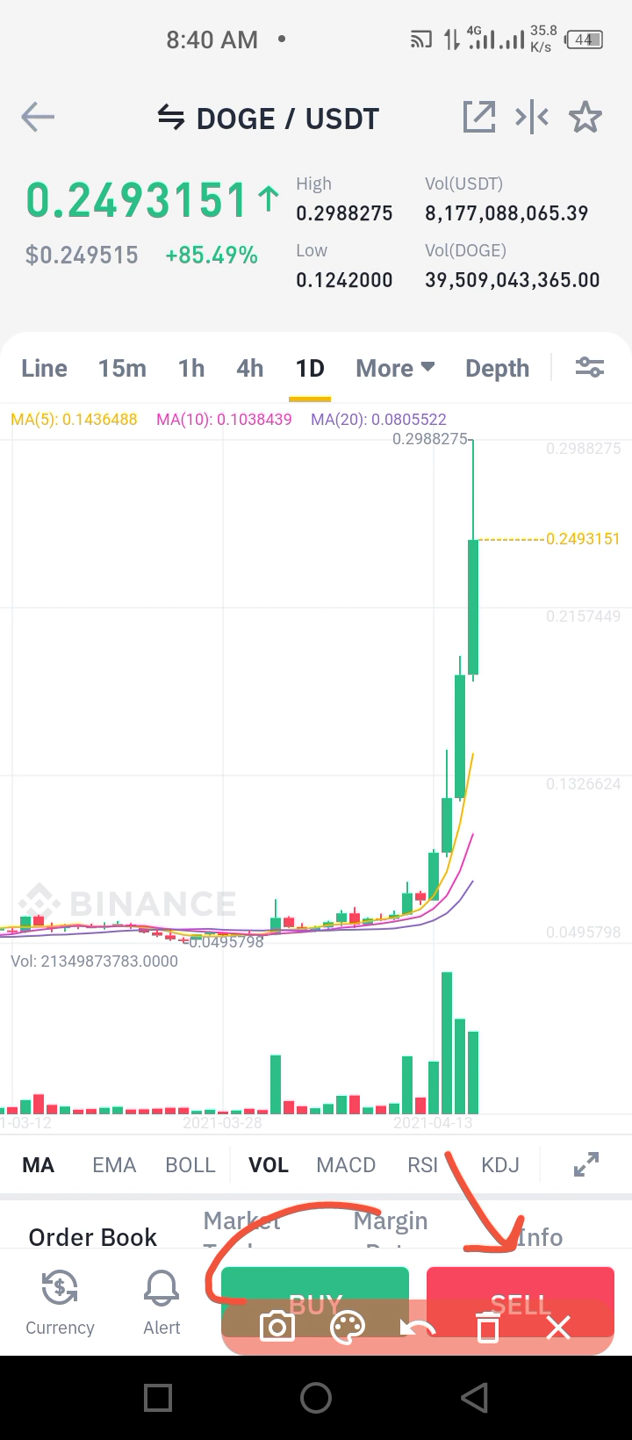 8:40 AM
4G
35.8
K/s
44
DOGE / USDT
0.2493151
$0.249515 +85.49%
High
0.2988275
Low
0.1242000
Vol(USDT)
8,177,088,065.39
Vol(DOGE)
39,509,043,365.00
Line 15m 1h 4h 1D More Depth
MA(5): 0.1436488 MA(10): 0.1038439 MA(20): 0.0805522
0.2988275
0.2988275
0.2493151
0.2157449
0.1326624
BINANCE
0.0495798
0.0495798
Vol: 21349873783.0000
1-03-12 2021-03-28 2021-04-13
MA EMA BOLL VOL MACD RSI KDJ
Order Book Market Margin Info
Currency Alert BUY SELL